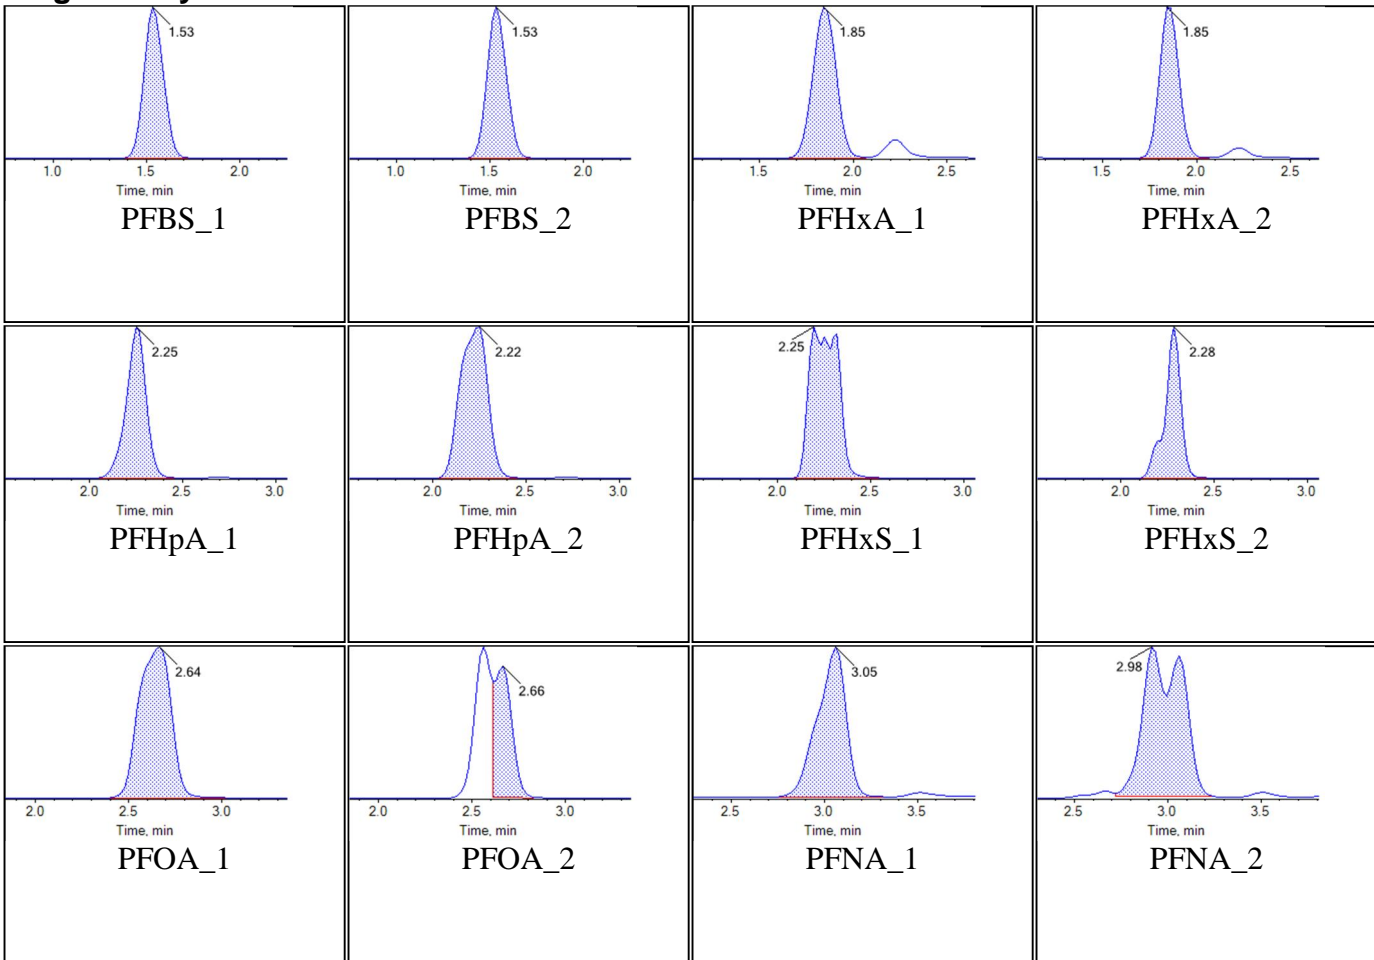 1.53 1.53 1.85 1.85
1.0 1.5 2.0 1.0 1.5 2.0 1.5 2.0 2.5 1.5 2.0 2.5
Time, min Time, min Time, min Time, min
PFBS_1 PFBS_2 PFHxA_1 PFHxA_2
2.25 2.22 2.25 2.28
2.0 2.5 3.0 2.0 2.5 3.0 2.0 2.5 3.0 2.0 2.5 3.0
Time, min Time, min Time, min Time, min
PFHpA_1 PFHpA_2 PFHxS_1 PFHxS_2
2.64 2.66 3.05 2.98
2.0 2.5 3.0 2.0 2.5 3.0 2.5 3.0 3.5 2.5 3.0 3.5
Time, min Time, min Time, min Time, min
PFOA_1 PFOA_2 PFNA_1 PFNA_2